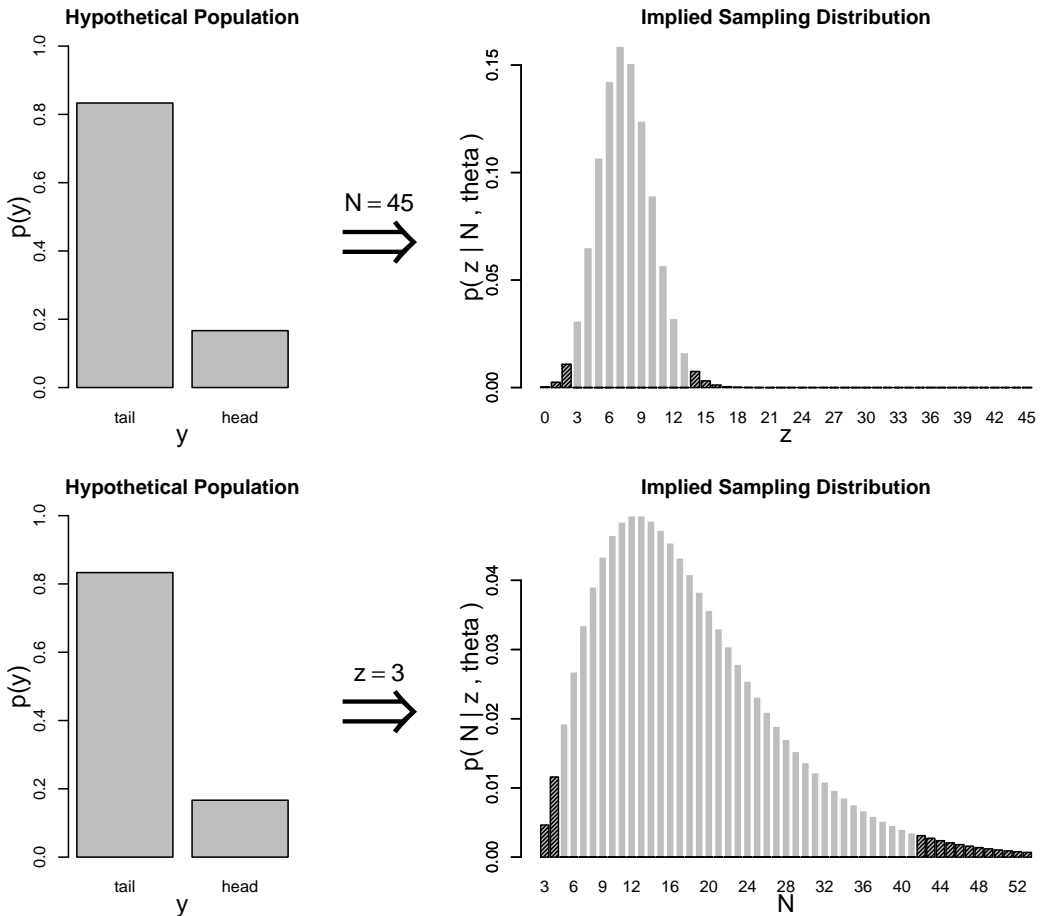 Hypothetical Population
Implied Sampling Distribution
1.0
0.8
0.6
0.4
0.2
0.0
p(y)
tail head
y
N = 45
0.15
0.10
0.05
0.00
p( z | N , theta )
0 3 6 9 12 15 18 21 24 27 30 33 36 39 42 45
z
Hypothetical Population
Implied Sampling Distribution
1.0
0.8
0.6
0.4
0.2
0.0
p(y)
tail head
y
z = 3
0.04
0.03
0.02
0.01
0.00
p( N | z , theta )
3 6 9 12 16 20 24 28 32 36 40 44 48 52
N